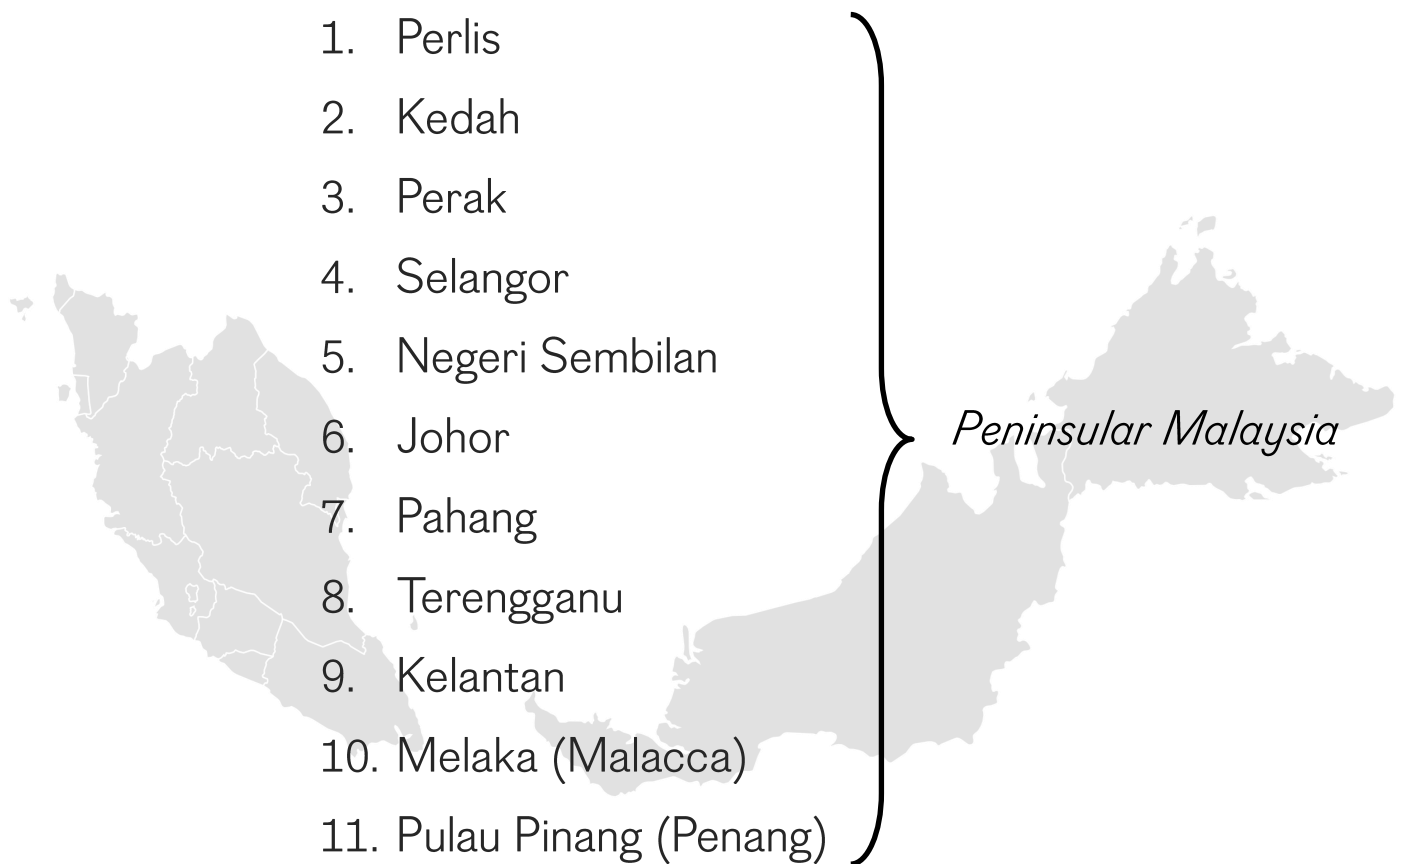 1. Perlis
2. Kedah
3. Perak
4. Selangor
5. Negeri Sembilan
6. Johor
7. Pahang
8. Terengganu
9. Kelantan
10. Melaka (Malacca)
11. Pulau Pinang (Penang)
Peninsular Malaysia